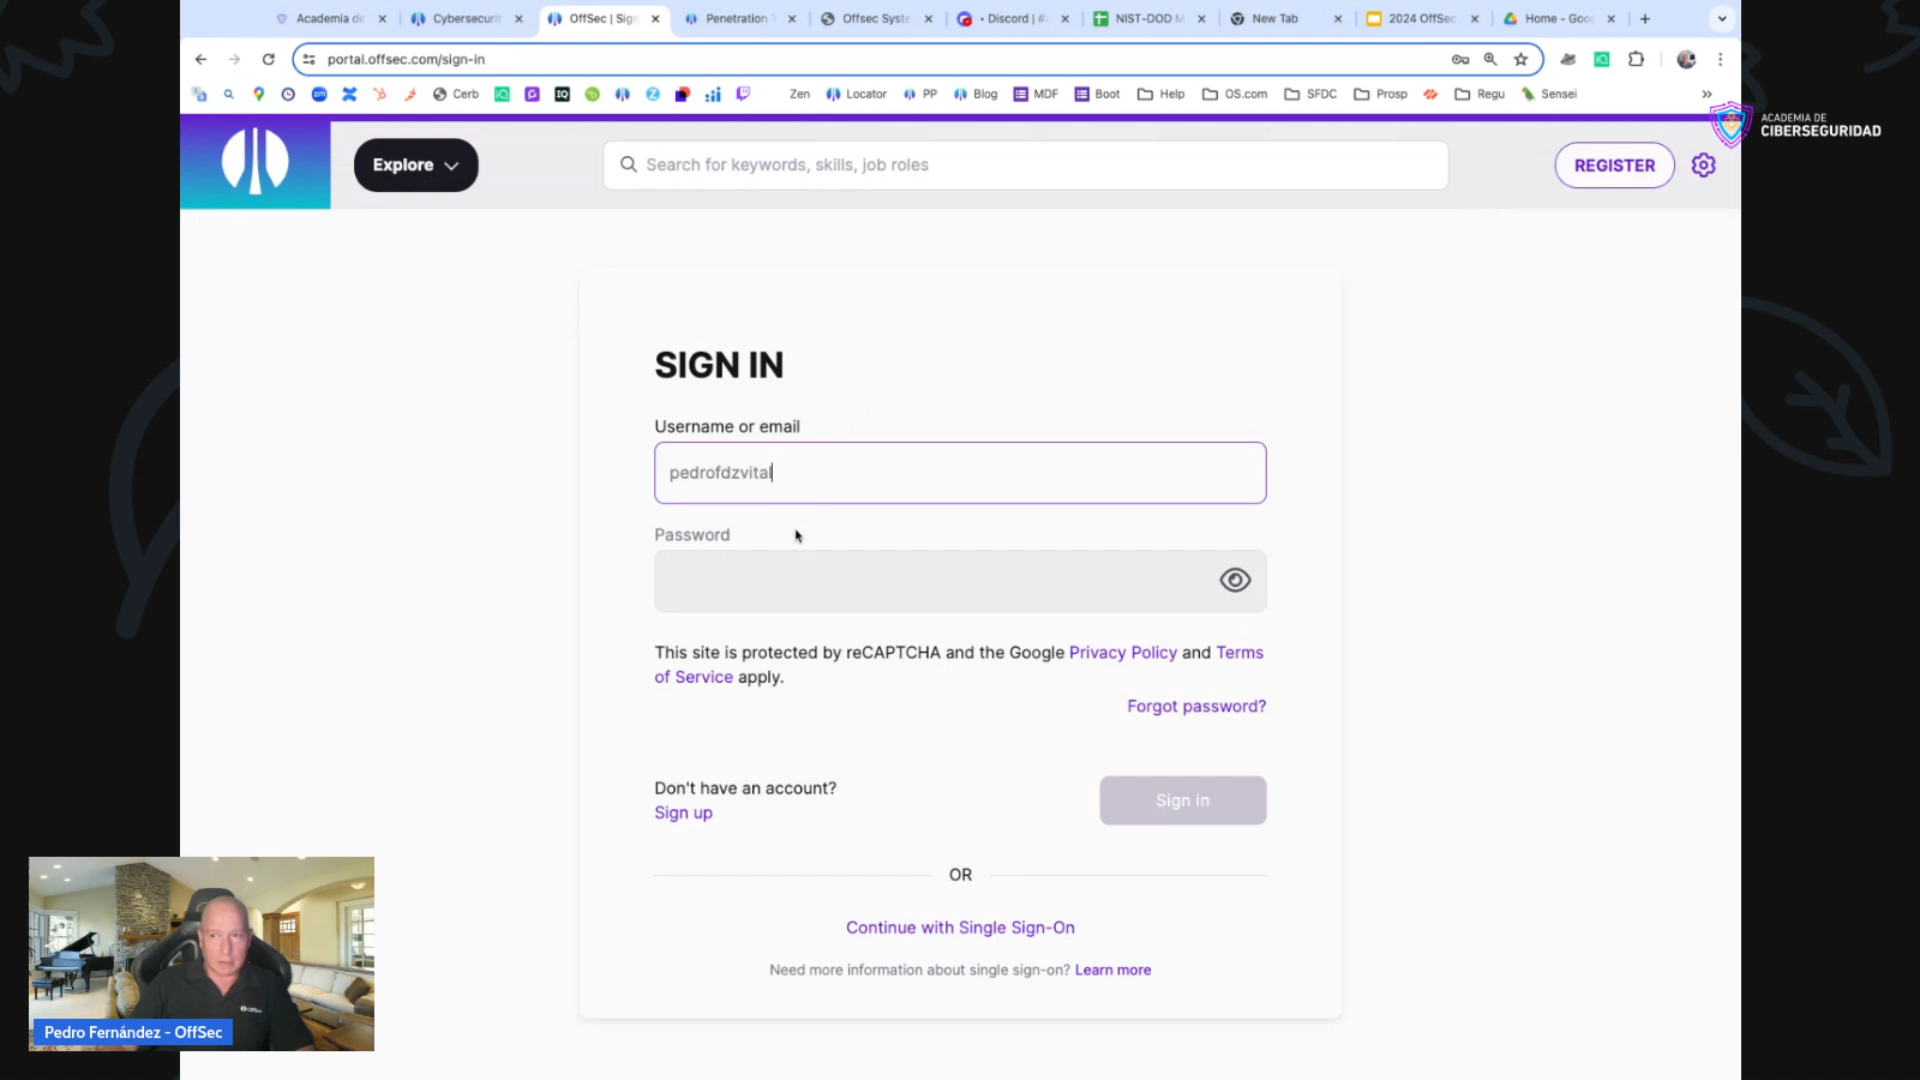 Academia de
Cybersecurit
OffSec | Sign
Penetration T
Offsec Syste
• Discord | #
NIST-DOD M
New Tab
2024 OffSec
Home - Goog
portal.offsec.com/sign-in
Cerb
Zen
Locator
PP
Blog
MDF
Boot
Help
OS.com
SFDC
Prosp
Regu
Sensei
»
ACADEMIA DE
CIBERSEGURIDAD
Explore
Search for keywords, skills, job roles
REGISTER
SIGN IN
Username or email
pedrofdzvital
Password
This site is protected by reCAPTCHA and the Google Privacy Policy and Terms
of Service apply.
Forgot password?
Don't have an account?
Sign up
Sign in
OR
Continue with Single Sign-On
Need more information about single sign-on? Learn more
Pedro Fernández - OffSec